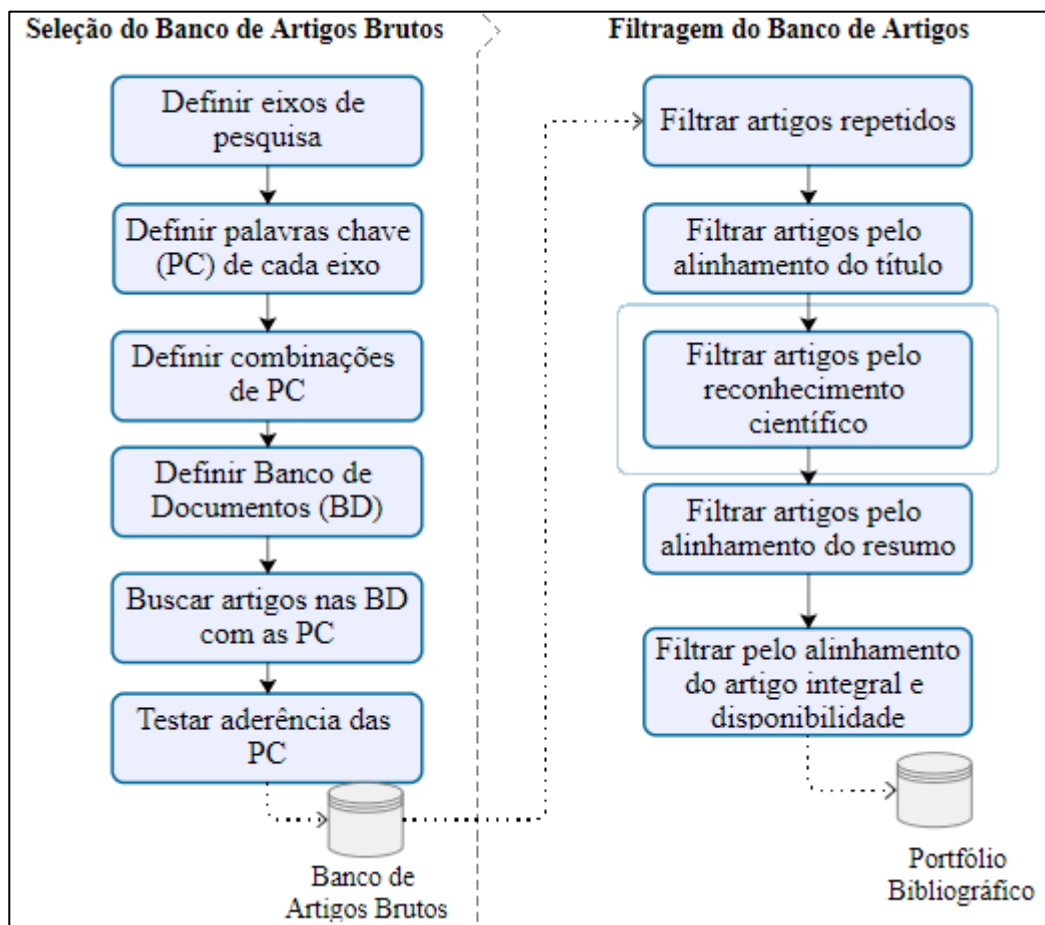 Seleção do Banco de Artigos Brutos
Definir eixos de
pesquisa
Definir palavras chave
(PC) de cada eixo
Definir combinações
de PC
Definir Banco de
Documentos (BD)
Buscar artigos nas BD
com as PC
Testar aderência das
PC
Banco de
Artigos Brutos
Filtragem do Banco de Artigos
Filtrar artigos repetidos
Filtrar artigos pelo
alinhamento do título
Filtrar artigos pelo
reconhecimento
científico
Filtrar artigos pelo
alinhamento do resumo
Filtrar pelo alinhamento
do artigo integral e
disponibilidade
Portfólio
Bibliográfico